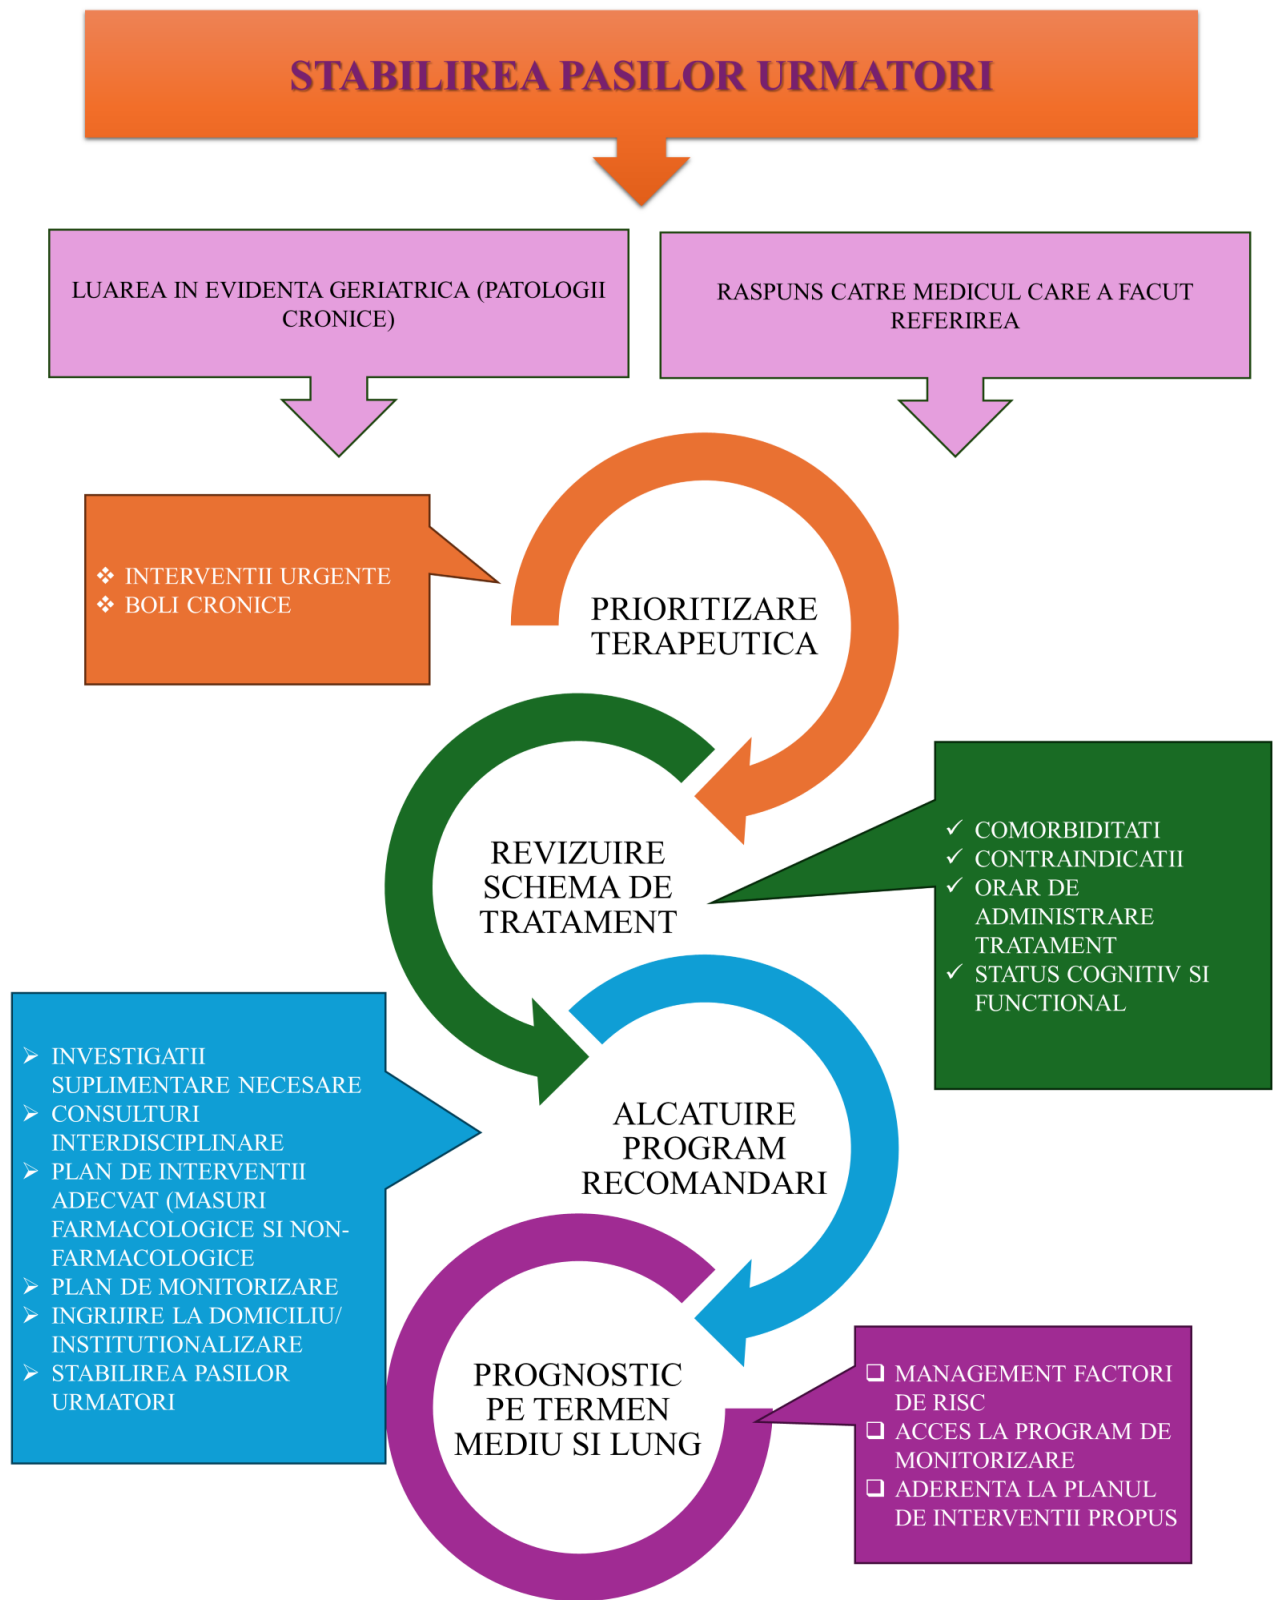 STABILIREA PASILOR URMATORI
LUAREA IN EVIDENTA GERIATRICA (PATOLOGII
CRONICE)
RASPUNS CATRE MEDICUL CARE A FACUT
REFERIREA
❖ INTERVENTII URGENTE
❖ BOLI CRONICE
PRIORITIZARE
TERAPEUTICA
REVIZUIRE
SCHEMA DE
TRATAMENT
✓ COMORBIDITATI
✓ CONTRAINDICATII
✓ ORAR DE
ADMINISTRARE
TRATAMENT
✓ STATUS COGNITIV SI
FUNCTIONAL
➢ INVESTIGATII
SUPLIMENTARE NECESARE
➢ CONSULTURI
INTERDISCIPLINARE
➢ PLAN DE INTERVENTII
ADECVAT (MASURI
FARMACOLOGICE SI NON-
FARMACOLOGICE
➢ PLAN DE MONITORIZARE
➢ INGRIJIRE LA DOMICILIU/
INSTITUTIONALIZARE
➢ STABILIREA PASILOR
URMATORI
ALCATUIRE
PROGRAM
RECOMANDARI
PROGNOSTIC
PE TERMEN
MEDIU SI LUNG
❑ MANAGEMENT FACTORI
DE RISC
❑ ACCES LA PROGRAM DE
MONITORIZARE
❑ ADERENTA LA PLANUL
DE INTERVENTII PROPUS